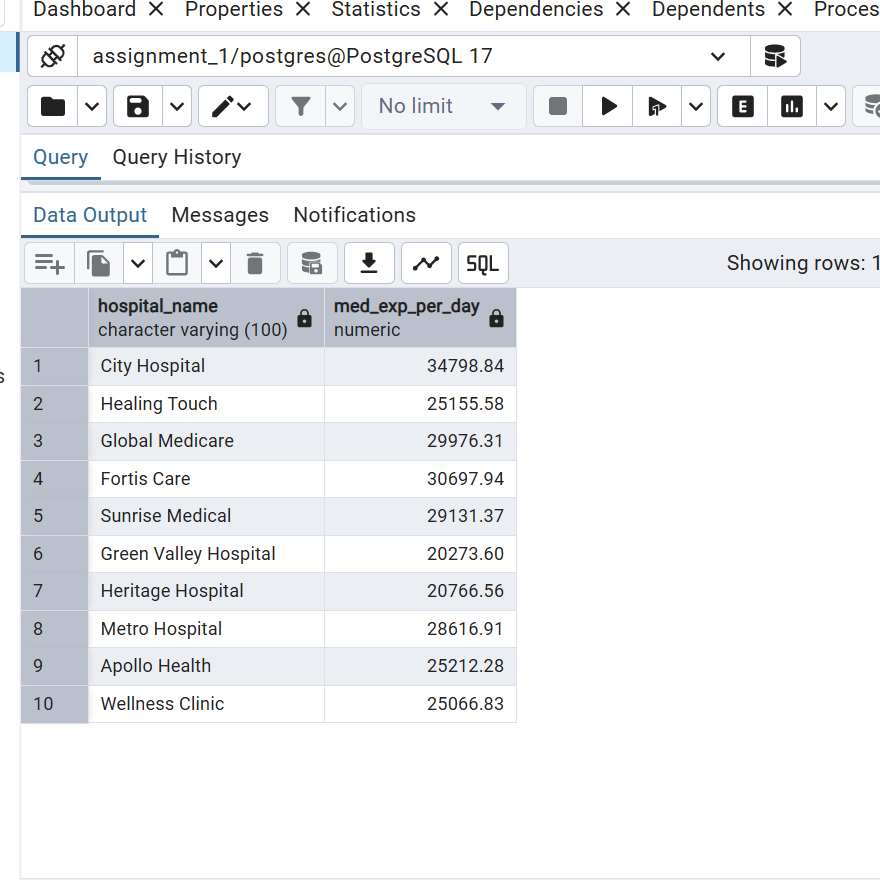 Dashboard Properties Statistics Dependencies Dependents
assignment_1/postgres@PostgreSQL 17
No limit E
Query Query History
Data Output Messages Notifications
SQL Showing rows: 1
hospital_name med_exp_per_day
character varying (100) numeric
1 City Hospital 34798.84
2 Healing Touch 25155.58
3 Global Medicare 29976.31
4 Fortis Care 30697.94
5 Sunrise Medical 29131.37
6 Green Valley Hospital 20273.60
7 Heritage Hospital 20766.56
8 Metro Hospital 28616.91
9 Apollo Health 25212.28
10 Wellness Clinic 25066.83